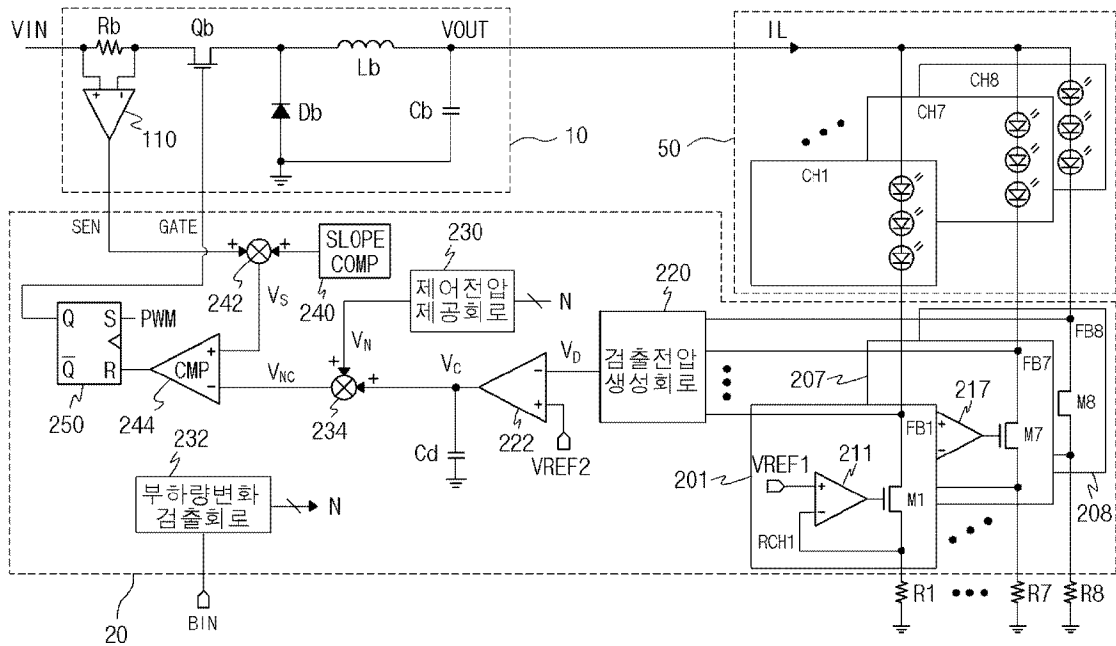 VIN
Rb
Qb
Lb
VOUT
IL
110
Db
Cb
10
50
CH8
CH7
CH1
SEN
GATE
242
SLOPE
COMP
240
230
제어전압
제공회로
N
220
검출전압
생성회로
FB8
VS
VN
VD
VC
VNC
Q
S
PWM
Q
R
250
CMP
244
234
222
VREF2
Cd
207
217
FB7
M8
M7
FB1
VREF1
211
201
M1
RCH1
208
232
부하량변화
검출회로
N
BIN
20
R1
R7
R8